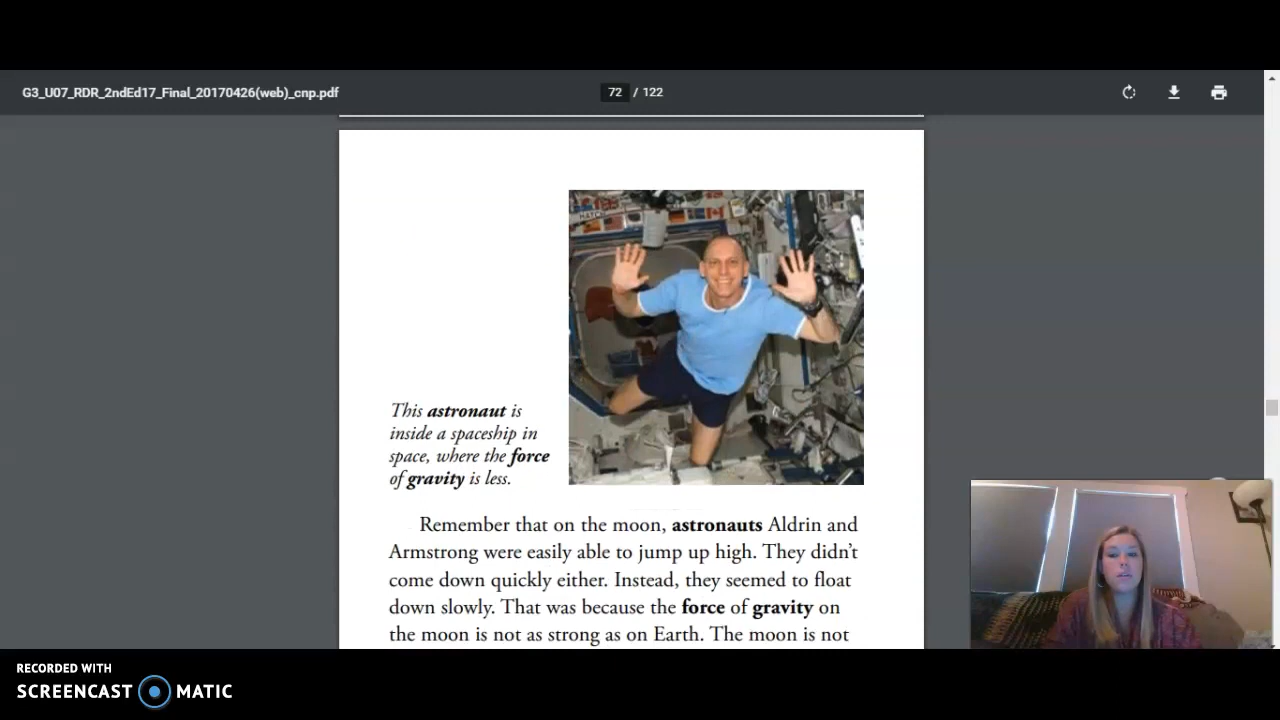 G3_U07_RDR_2ndEd17_Final_20170426(web)_cnp.pdf
72 / 122
HATCH
This astronaut is
inside a spaceship in
space, where the force
of gravity is less.
Remember that on the moon, astronauts Aldrin and
Armstrong were easily able to jump up high. They didn't
come down quickly either. Instead, they seemed to float
down slowly. That was because the force of gravity on
the moon is not as strong as on Earth. The moon is not
RECORDED WITH
SCREENCAST MATIC